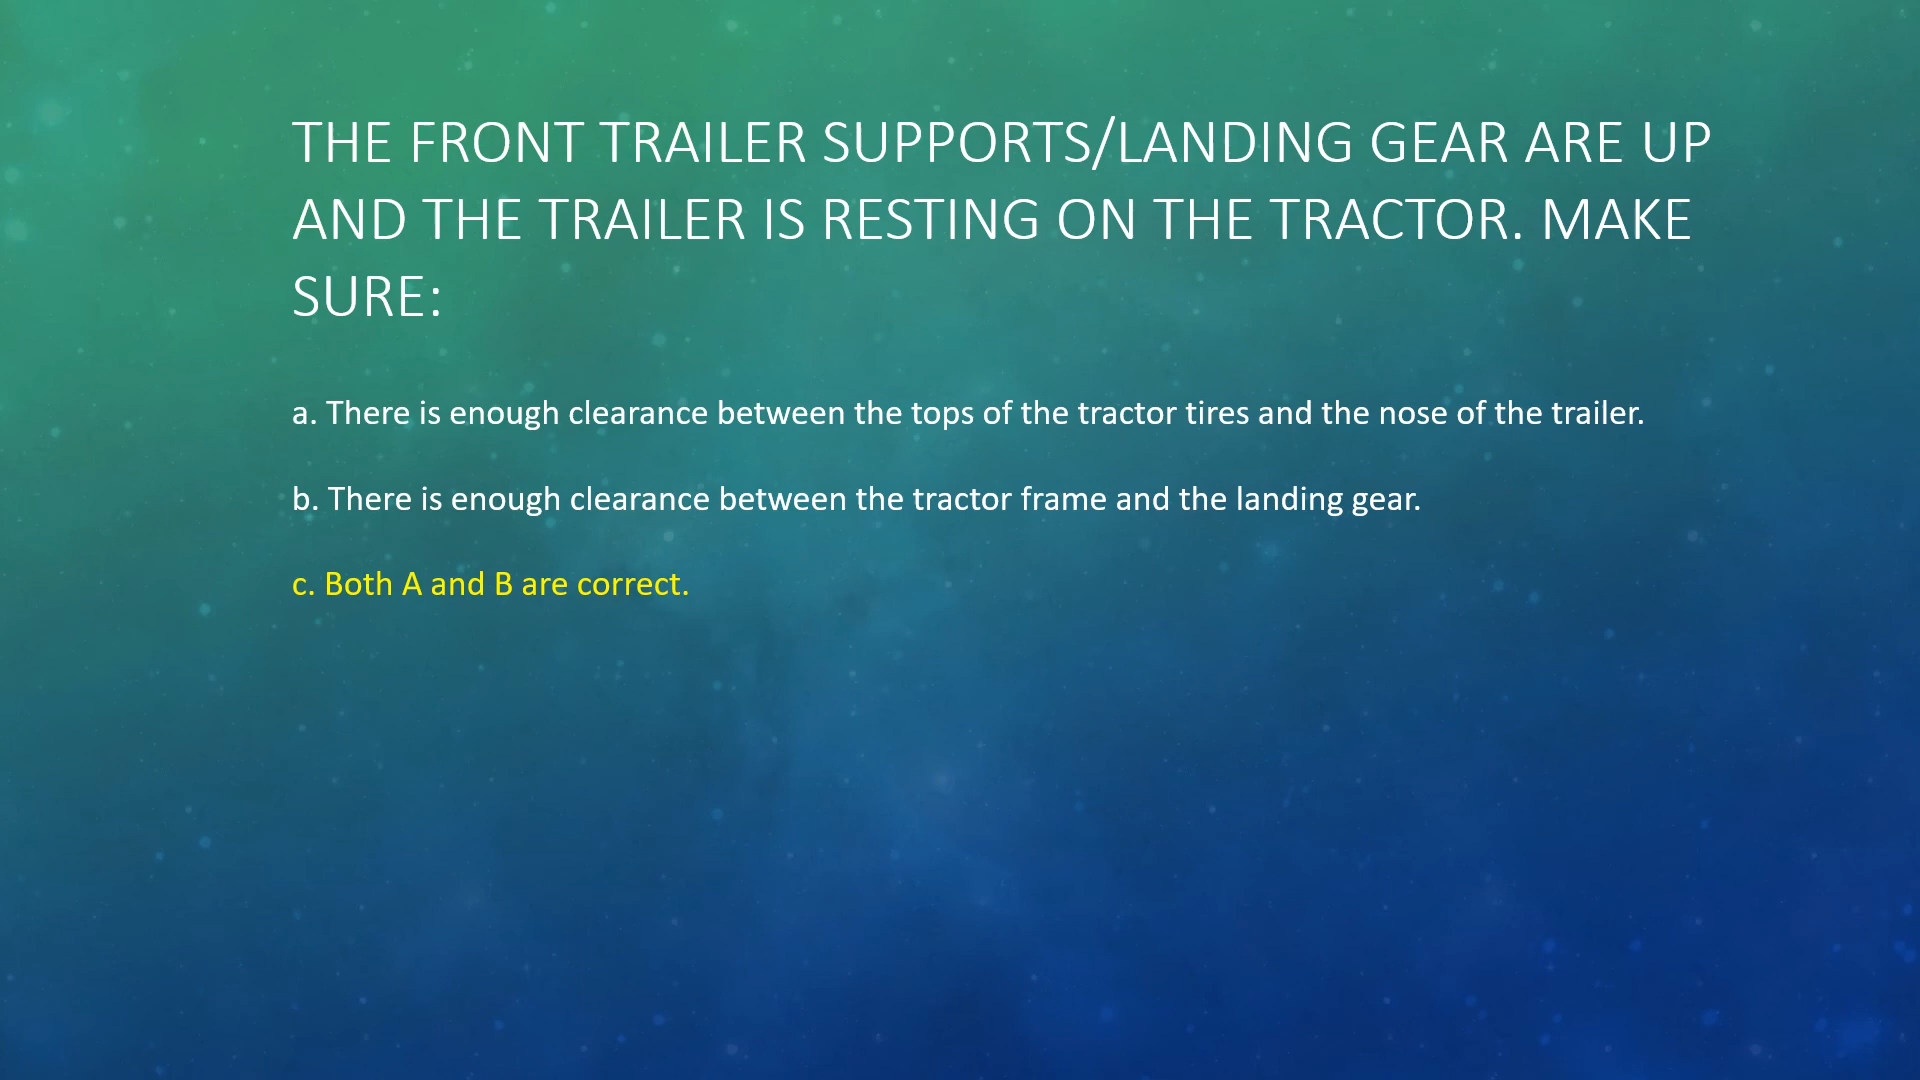 THE FRONT TRAILER SUPPORTS/LANDING GEAR ARE UP
AND THE TRAILER IS RESTING ON THE TRACTOR. MAKE
SURE:
a. There is enough clearance between the tops of the tractor tires and the nose of the trailer.
b. There is enough clearance between the tractor frame and the landing gear.
c. Both A and B are correct.